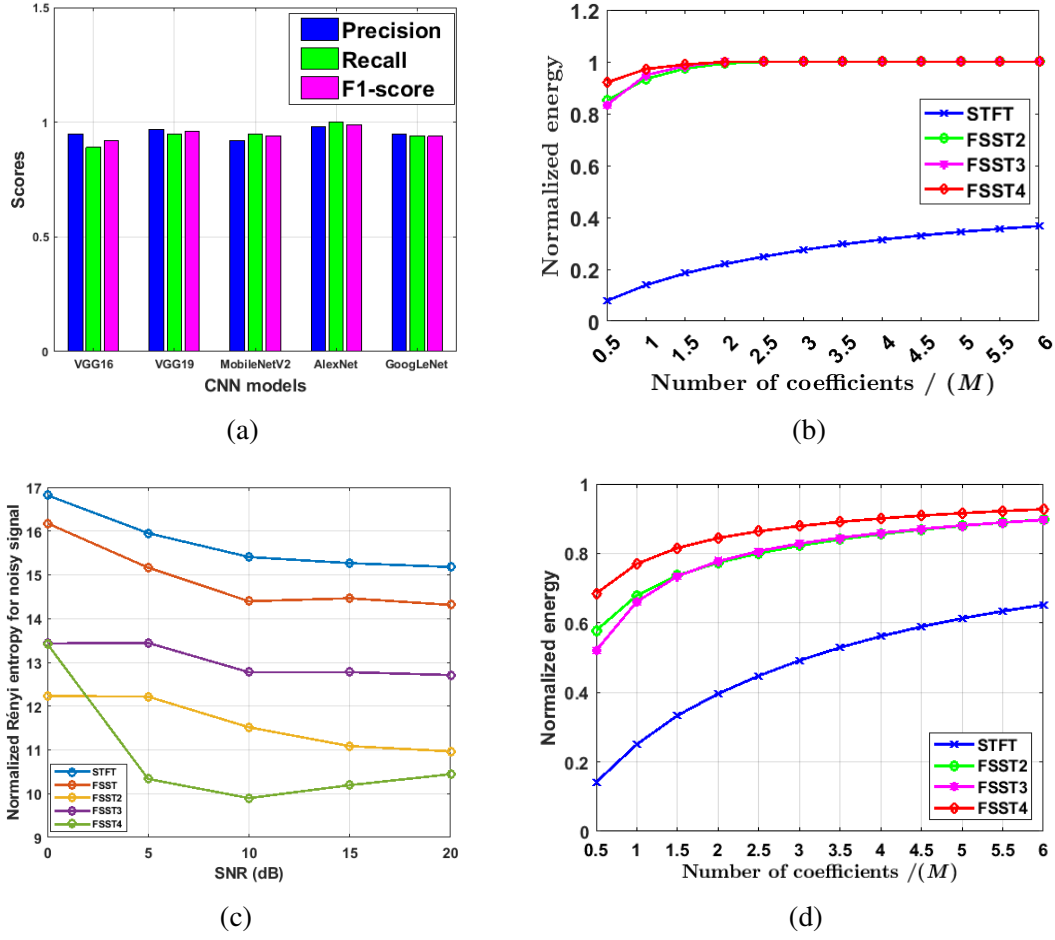 1.5
1
0.5
0
Scores
Precision
Recall
F1-score
VGG16 VGG19 MobileNetV2 AlexNet GoogLeNet
CNN models
(a)
1.2
1
0.8
0.6
0.4
0.2
0
Normalized energy
STFT
FSST2
FSST3
FSST4
0.5 1 1.5 2 2.5 3 3.5 4 4.5 5 5.5 6
Number of coefficients / (M)
(b)
17
16
15
14
13
12
11
10
9
Normalized Rényi entropy for noisy signal
STFT
FSST
FSST2
FSST3
FSST4
0 5 10 15 20
SNR (dB)
(c)
1
0.8
0.6
0.4
0.2
0
Normalized energy
STFT
FSST2
FSST3
FSST4
0.5 1 1.5 2 2.5 3 3.5 4 4.5 5 5.5 6
Number of coefficients /(M)
(d)